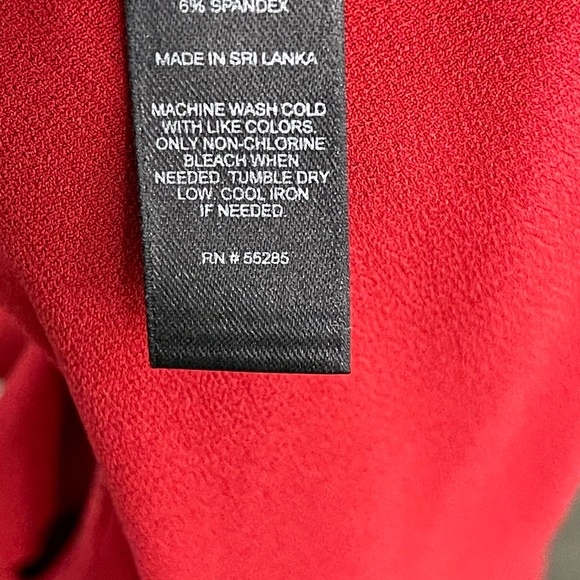 6% SPANDEX
MADE IN SRI LANKA
MACHINE WASH COLD
WITH LIKE COLORS.
ONLY NON-CHLORINE
BLEACH WHEN
NEEDED. TUMBLE DRY
LOW. COOL IRON
IF NEEDED.
RN # 55285